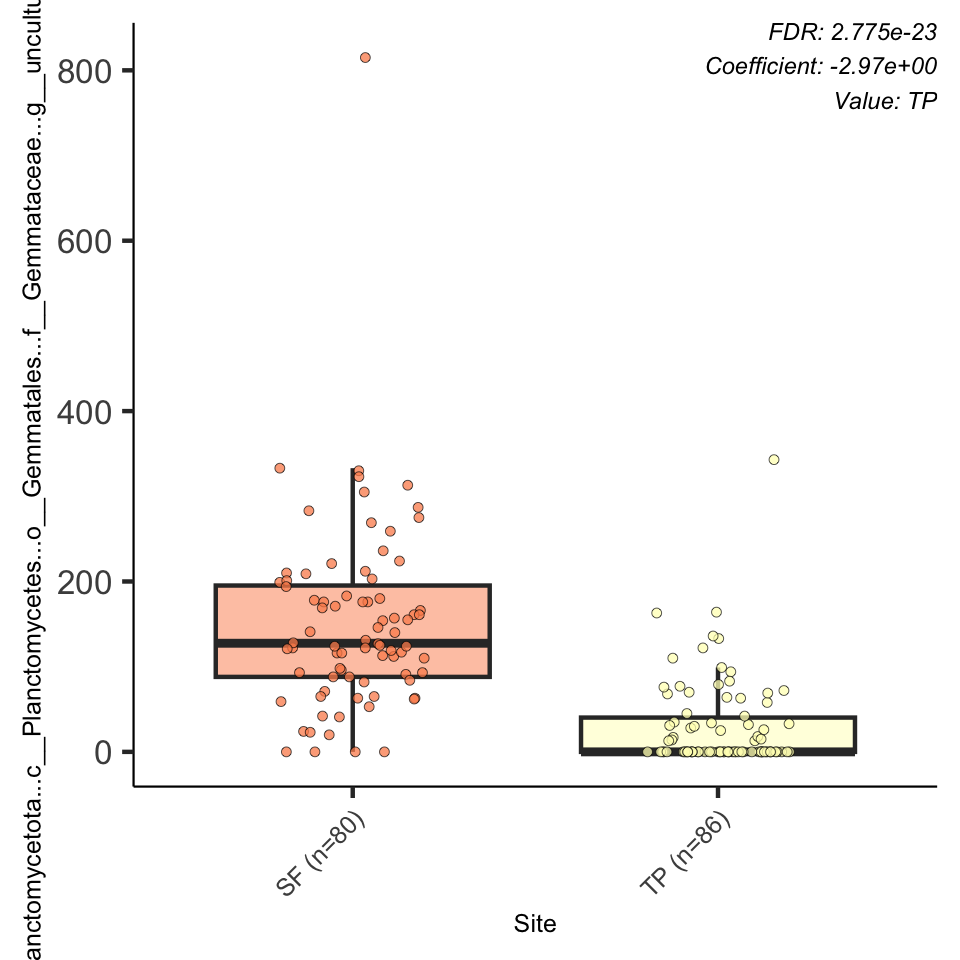 FDR: 2.775e-23
Coefficient: -2.97e+00
Value: TP
anctomycetota...c__Planctomycetes...o__Gemmatales...f__Gemmataceae...g__uncultu
800
600
400
200
0
SF (n=80)
TP (n=86)
Site